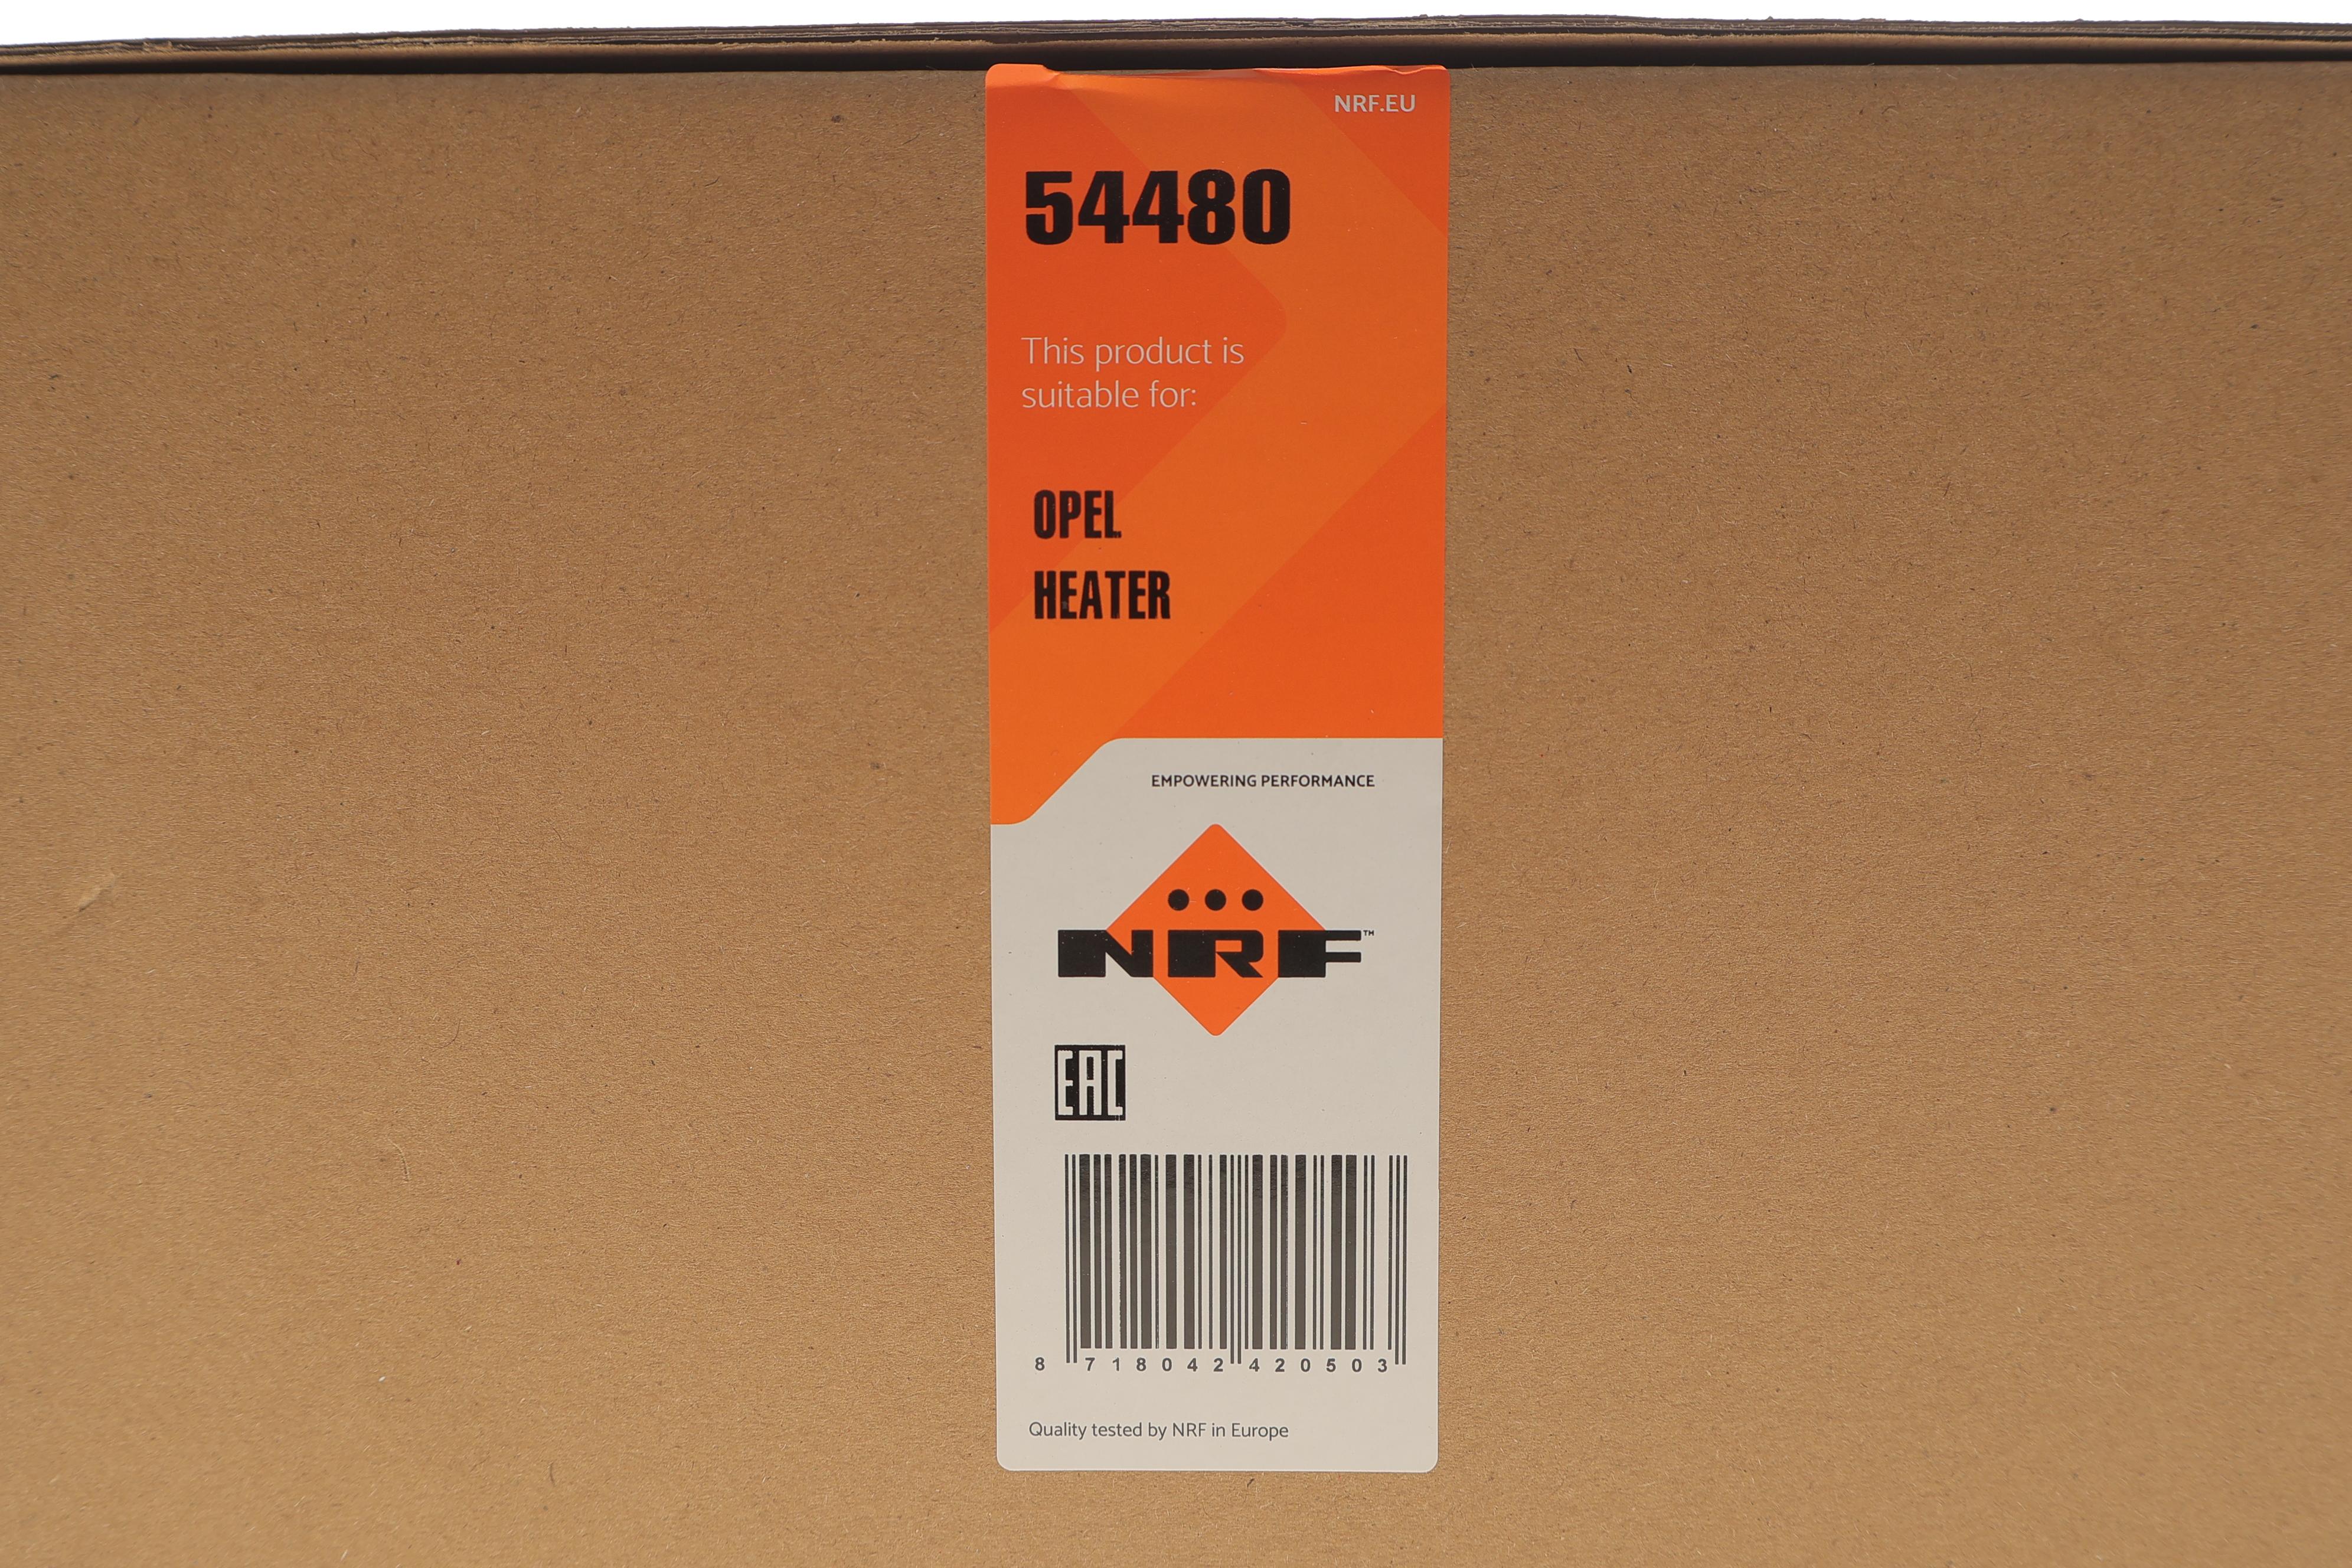 NRF.EU
54480
This product is
suitable for:
OPEL
HEATER
EMPOWERING PERFORMANCE
NRF™
EAC
8 718042 420503
Quality tested by NRF in Europe